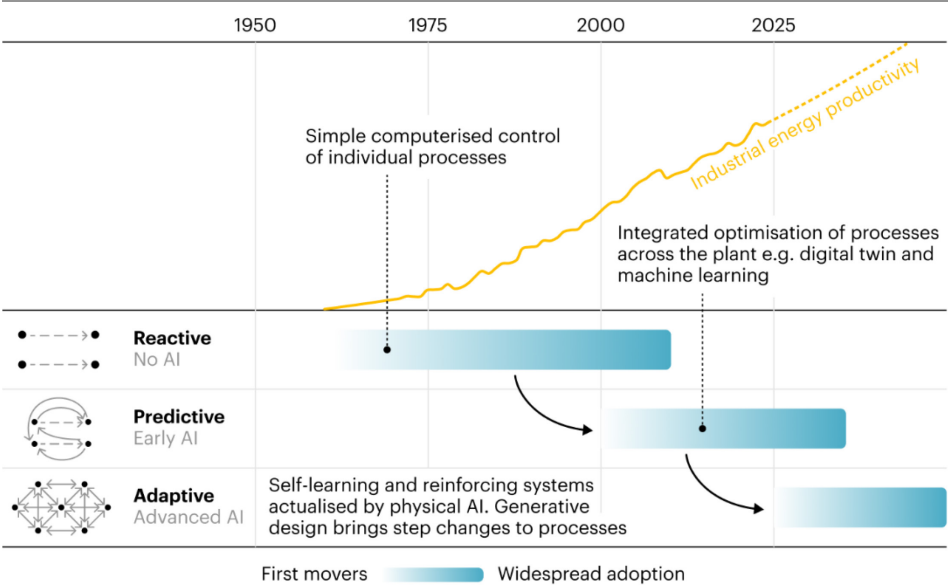 1950 1975 2000 2025
Industrial energy productivity
Simple computerised control
of individual processes
Integrated optimisation of processes
across the plant e.g. digital twin and
machine learning
Reactive
No AI
Predictive
Early AI
Adaptive
Advanced AI
Self-learning and reinforcing systems
actualised by physical AI. Generative
design brings step changes to processes
First movers Widespread adoption